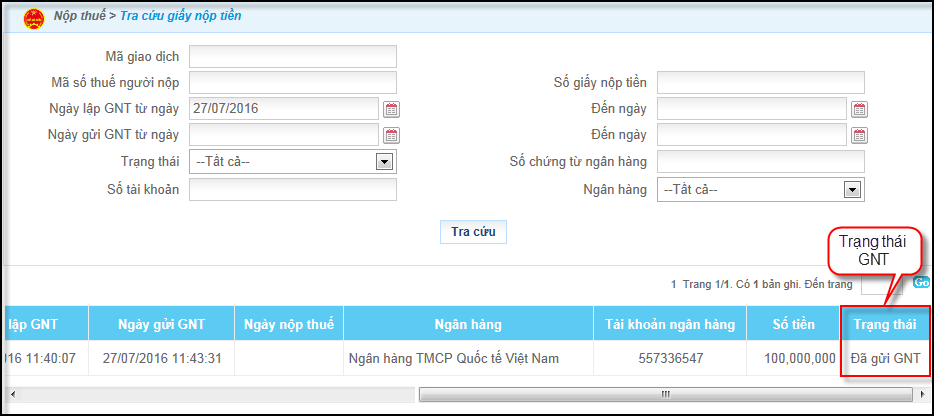 Nộp thuế > Tra cứu giấy nộp tiền
Mã giao dịch
Mã số thuế người nộp
Số giấy nộp tiền
Ngày lập GNT từ ngày 27/07/2016
Đến ngày
Ngày gửi GNT từ ngày
Đến ngày
Trạng thái --Tất cả--
Số chứng từ ngân hàng
Số tài khoản
Ngân hàng --Tất cả--
Tra cứu
Trạng thái
GNT
1 Trang 1/1. Có 1 bản ghi. Đến trang Go
lập GNT Ngày gửi GNT Ngày nộp thuế Ngân hàng Tài khoản ngân hàng Số tiền Trạng thái
016 11:40:07 27/07/2016 11:43:31 Ngân hàng TMCP Quốc tế Việt Nam 557336547 100,000,000 Đã gửi GNT